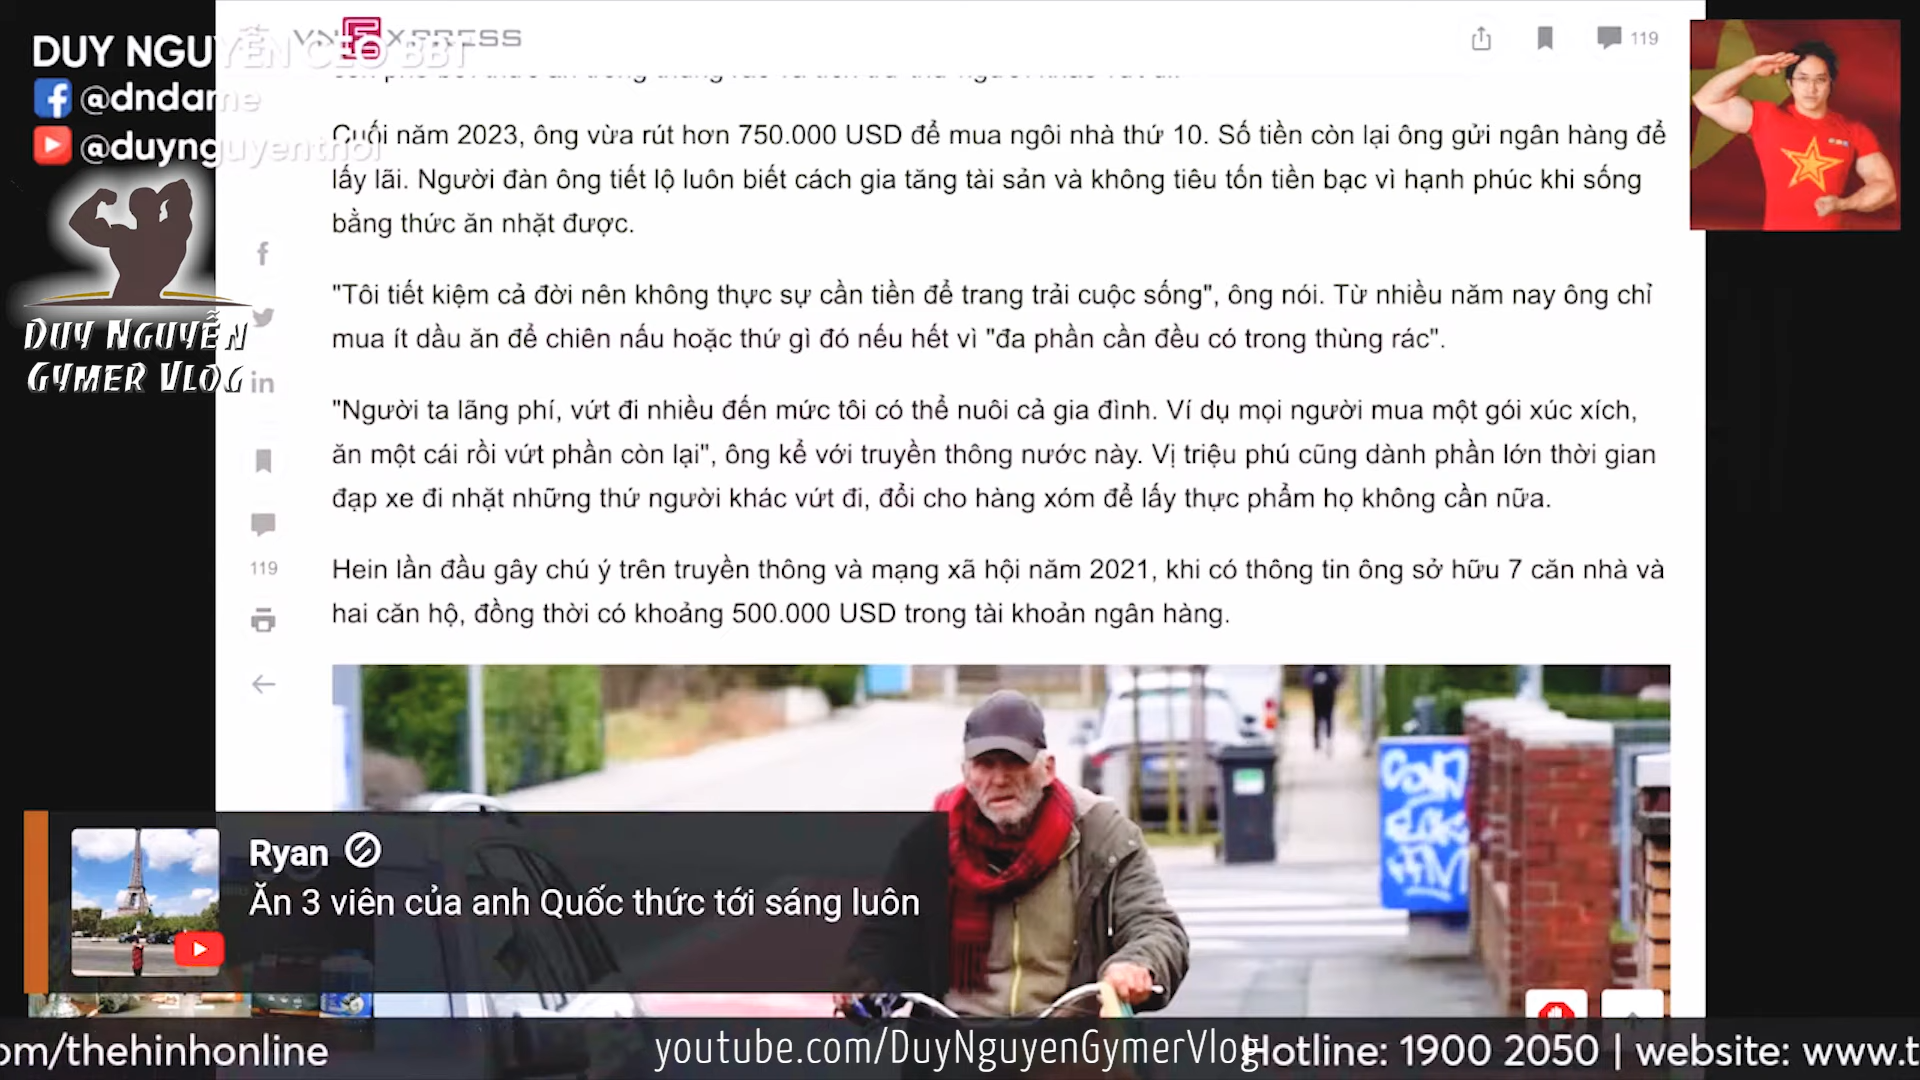 DUY NGUYỄN CEO BBT
@dndame
@duynguyenthol
DUY NGUYỄN
GYMER VLOG
VNEXPRESS
119
Cuối năm 2023, ông vừa rút hơn 750.000 USD để mua ngôi nhà thứ 10. Số tiền còn lại ông gửi ngân hàng để
lấy lãi. Người đàn ông tiết lộ luôn biết cách gia tăng tài sản và không tiêu tốn tiền bạc vì hạnh phúc khi sống
bằng thức ăn nhặt được.
"Tôi tiết kiệm cả đời nên không thực sự cần tiền để trang trải cuộc sống", ông nói. Từ nhiều năm nay ông chỉ
mua ít dầu ăn để chiên nấu hoặc thứ gì đó nếu hết vì "đa phần cần đều có trong thùng rác".
"Người ta lãng phí, vứt đi nhiều đến mức tôi có thể nuôi cả gia đình. Ví dụ mọi người mua một gói xúc xích,
ăn một cái rồi vứt phần còn lại", ông kể với truyền thông nước này. Vị triệu phú cũng dành phần lớn thời gian
đạp xe đi nhặt những thứ người khác vứt đi, đổi cho hàng xóm để lấy thực phẩm họ không cần nữa.
119
Hein lần đầu gây chú ý trên truyền thông và mạng xã hội năm 2021, khi có thông tin ông sở hữu 7 căn nhà và
hai căn hộ, đồng thời có khoảng 500.000 USD trong tài khoản ngân hàng.
Ryan
Ăn 3 viên của anh Quốc thức tới sáng luôn
om/thehinhonline
youtube.com/DuyNguyenGymerVlog
Hotline: 1900 2050 | website: www.t